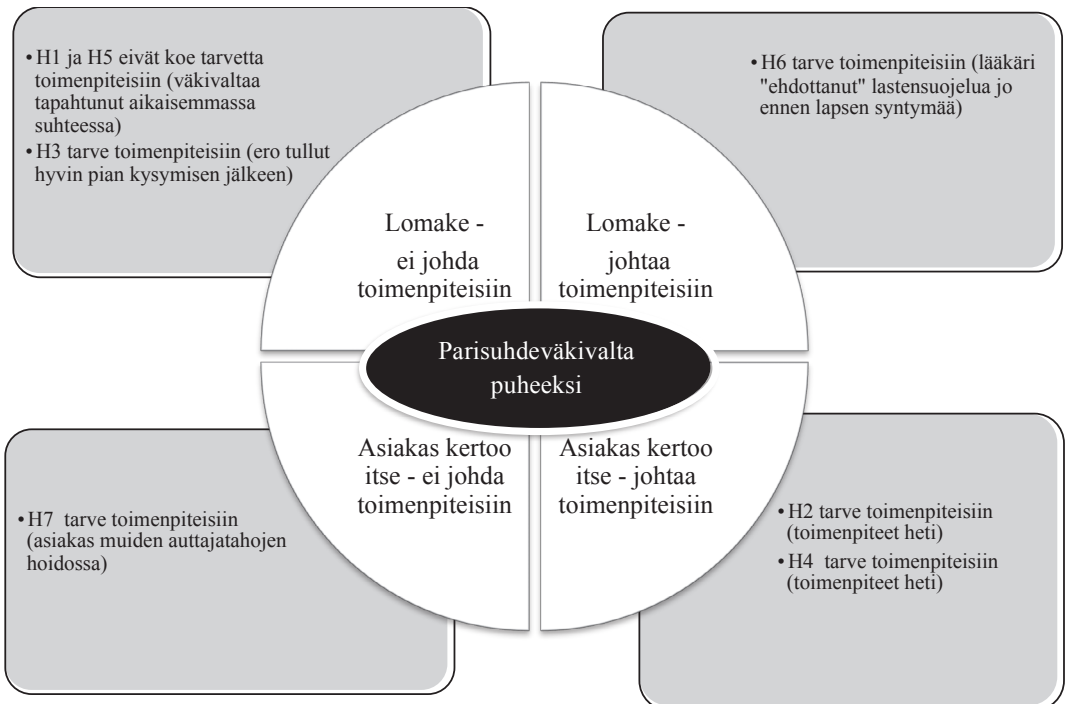 • H1 ja H5 eivät koe tarvetta
toimenpiteisiin (väkivaltaa
tapahtunut aikaisemmassa
suhteessa)
• H3 tarve toimenpiteisiin (ero tullut
hyvin pian kysymisen jälkeen)
• H6 tarve toimenpiteisiin (lääkäri
"ehdottanut" lastensuojelua jo
ennen lapsen syntymää)
Lomake -
ei johda
toimenpiteisiin
Lomake -
johtaa
toimenpiteisiin
Parisuhdeväkivalta
puheeksi
Asiakas kertoo
itse - ei johda
toimenpiteisiin
Asiakas kertoo
itse - johtaa
toimenpiteisiin
• H7 tarve toimenpiteisiin
(asiakas muiden auttajatahojen
hoidossa)
• H2 tarve toimenpiteisiin
(toimenpiteet heti)
• H4 tarve toimenpiteisiin
(toimenpiteet heti)